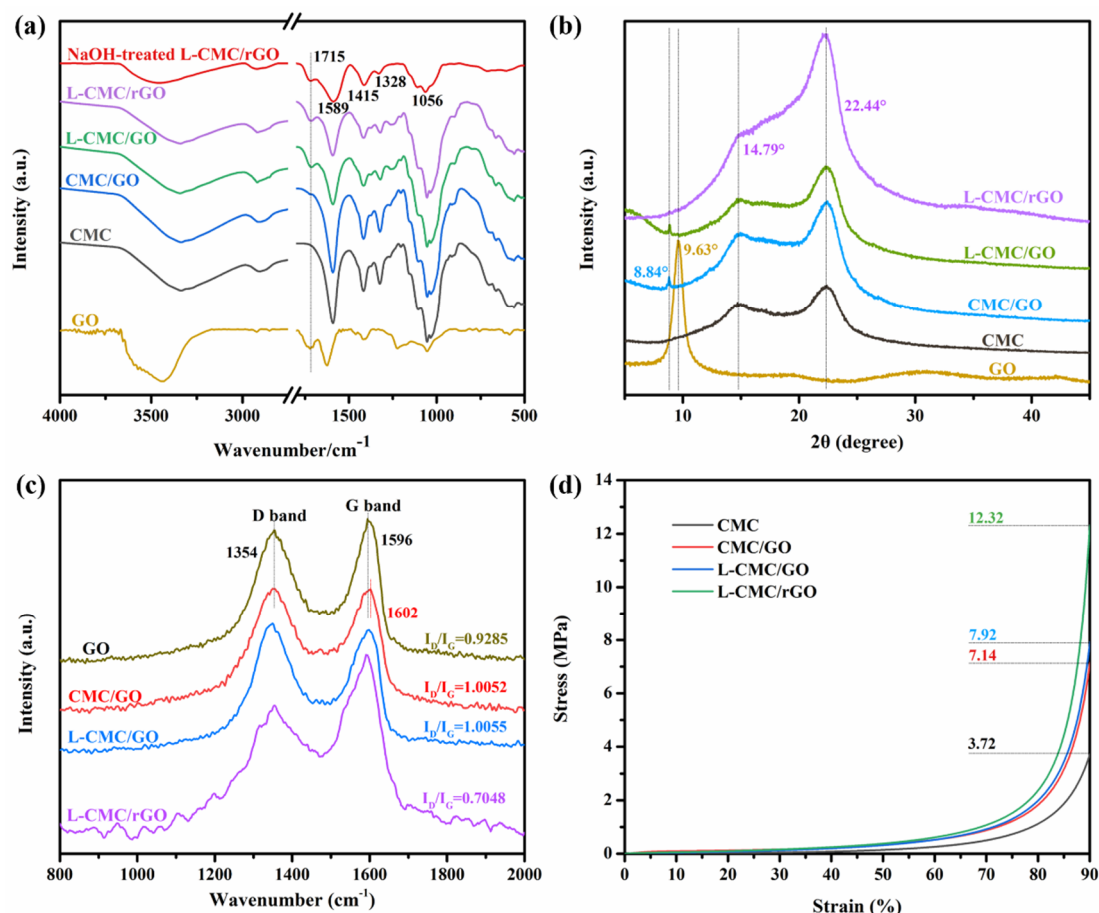 (a)
NaOH-treated L-CMC/rGO
1715
1328
1415
1589
1056
L-CMC/rGO
L-CMC/GO
CMC/GO
CMC
GO
Intensity (a.u.)
4000 3500 3000 1500 1000 500
Wavenumber/cm-1
(b)
22.44°
14.79°
L-CMC/rGO
9.63°
L-CMC/GO
8.84°
CMC/GO
CMC
GO
Intensity (a.u.)
10 20 30 40
2θ (degree)
(c)
D band
G band
1354
1596
1602
GO
ID/IG=0.9285
CMC/GO
ID/IG=1.0052
L-CMC/GO
ID/IG=1.0055
L-CMC/rGO
ID/IG=0.7048
Intensity (a.u.)
800 1000 1200 1400 1600 1800 2000
Wavenumber (cm-1)
(d)
14
12
10
8
6
4
2
0
Stress (MPa)
CMC
CMC/GO
L-CMC/GO
L-CMC/rGO
12.32
7.92
7.14
3.72
0 10 20 30 40 50 60 70 80 90
Strain (%)